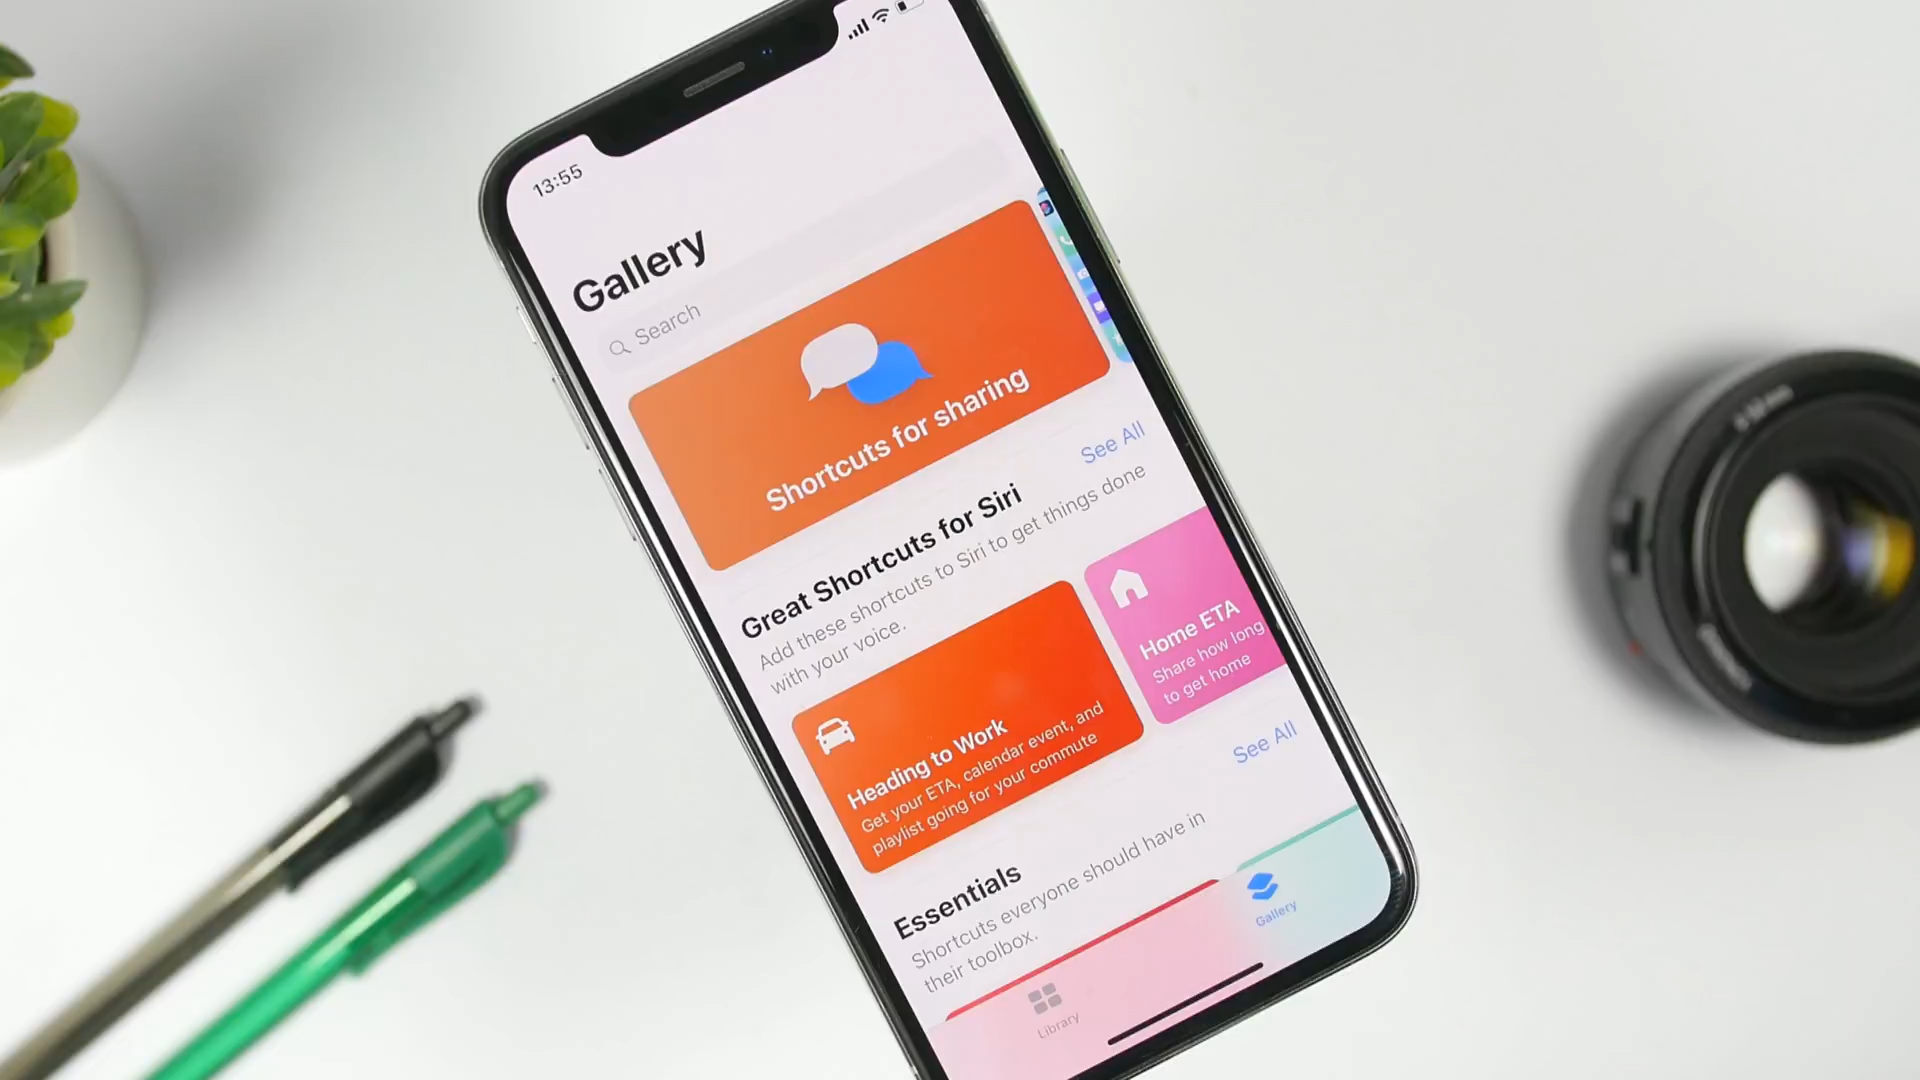 13:55
Gallery
Search
Shortcuts for sharing
Great Shortcuts for Siri
See All
Add these shortcuts to Siri to get things done
with your voice.
Heading to Work
Get your ETA, calendar event, and
playlist going for your commute
Home ETA
Share how long
to get home
Essentials
See All
Shortcuts everyone should have in
their toolbox.
Library
Gallery